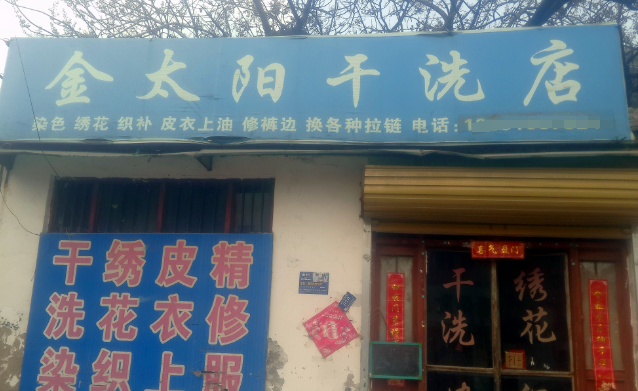 金太阳干洗店
染色 绣花 织补 皮衣上油 修裤边 换各种拉链 电话：
干绣皮精
洗花衣修
染织上服
干洗
绣花